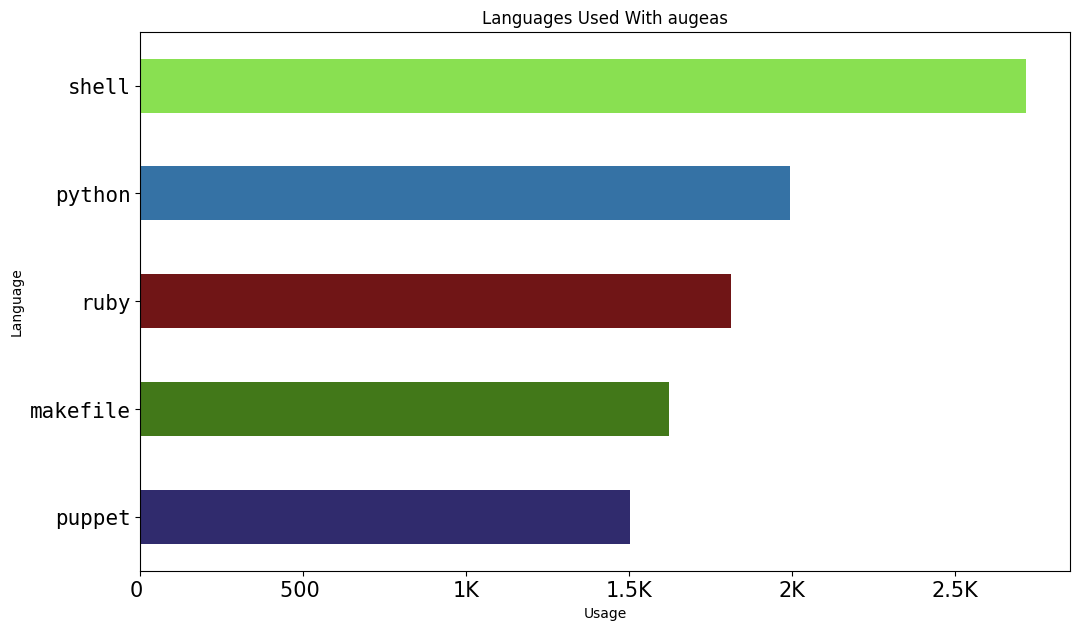 Languages Used With augeas
Language
shell
python
ruby
makefile
puppet
0 500 1K 1.5K 2K 2.5K
Usage